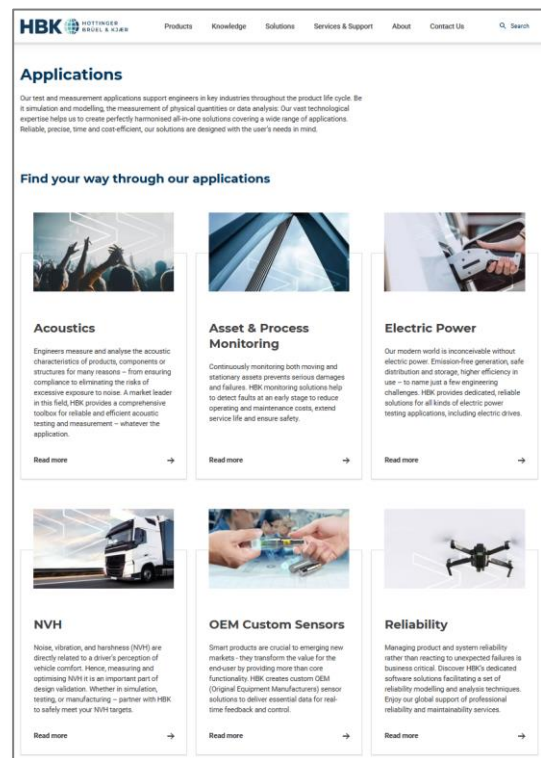 HBK HOTTINGER
BRÜEL & KJÆR
Products Knowledge Solutions Services & Support About Contact Us Search
Applications
Our test and measurement applications support engineers in key industries throughout the product life cycle. Be
it simulation and modelling, the measurement of physical quantities or data analysis: Our vast technological
expertise helps us to create perfectly harmonised all-in-one solutions covering a wide range of applications.
Reliable, precise, time and cost-efficient, our solutions are designed with the user's needs in mind.
Find your way through our applications
Acoustics
Engineers measure and analyse the acoustic
characteristics of products, components or
structures for many reasons – from ensuring
compliance to eliminating the risks of
excessive exposure to noise. A market leader
in this field, HBK provides a comprehensive
toolbox for reliable and efficient acoustic
testing and measurement – whatever the
application.
Read more →
Asset & Process
Monitoring
Continuously monitoring both moving and
stationary assets prevents serious damages
and failures. HBK monitoring solutions help
to detect faults at an early stage to reduce
operating and maintenance costs, extend
service life and ensure safety.
Read more →
Electric Power
Our modern world is inconceivable without
electric power. Emission-free generation, safe
distribution and storage, higher efficiency in
use – to name just a few engineering
challenges. HBK provides dedicated, reliable
solutions for all kinds of electric power
testing applications, including electric drives.
Read more →
NVH
Noise, vibration, and harshness (NVH) are
directly related to a driver's perception of
vehicle comfort. Hence, measuring and
optimising NVH it is an important part of
design validation. Whether in simulation,
testing, or manufacturing – partner with HBK
to safely meet your NVH targets.
Read more →
OEM Custom Sensors
Smart products are crucial to emerging new
markets - they transform the value for the
end-user by providing more than core
functionality. HBK creates custom OEM
(Original Equipment Manufacturers) sensor
solutions to deliver essential data for real-
time feedback and control.
Read more →
Reliability
Managing product and system reliability
rather than reacting to unexpected failures is
business critical. Discover HBK's dedicated
software solutions facilitating a set of
reliability modelling and analysis techniques.
Enjoy our global support of professional
reliability and maintainability services.
Read more →